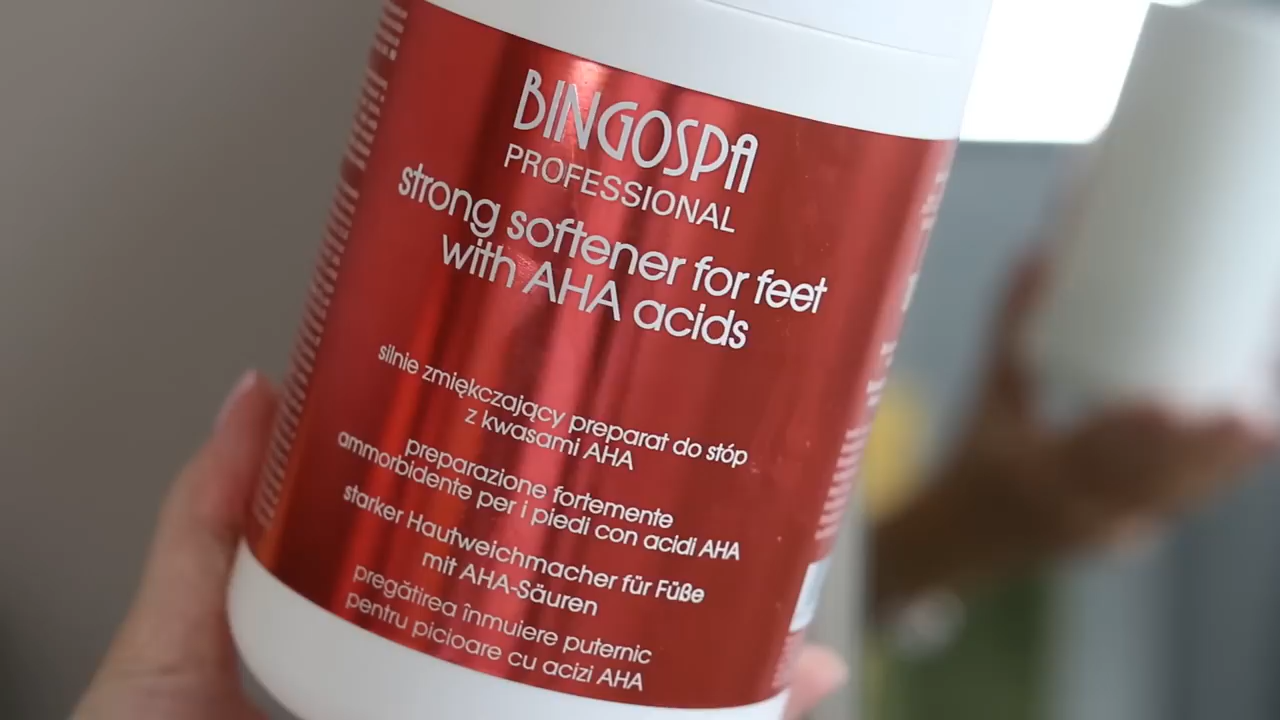 BINGOSPA
PROFESSIONAL
strong softener for feet
with AHA acids
silnie zmiękczający preparat do stóp
z kwasami AHA
preparazione fortemente
ammorbidente per i piedi con acidi AHA
starker Hautweichmacher für Füße
mit AHA-Säuren
pregătirea înmuiere puternic
pentru picioare cu acizi AHA